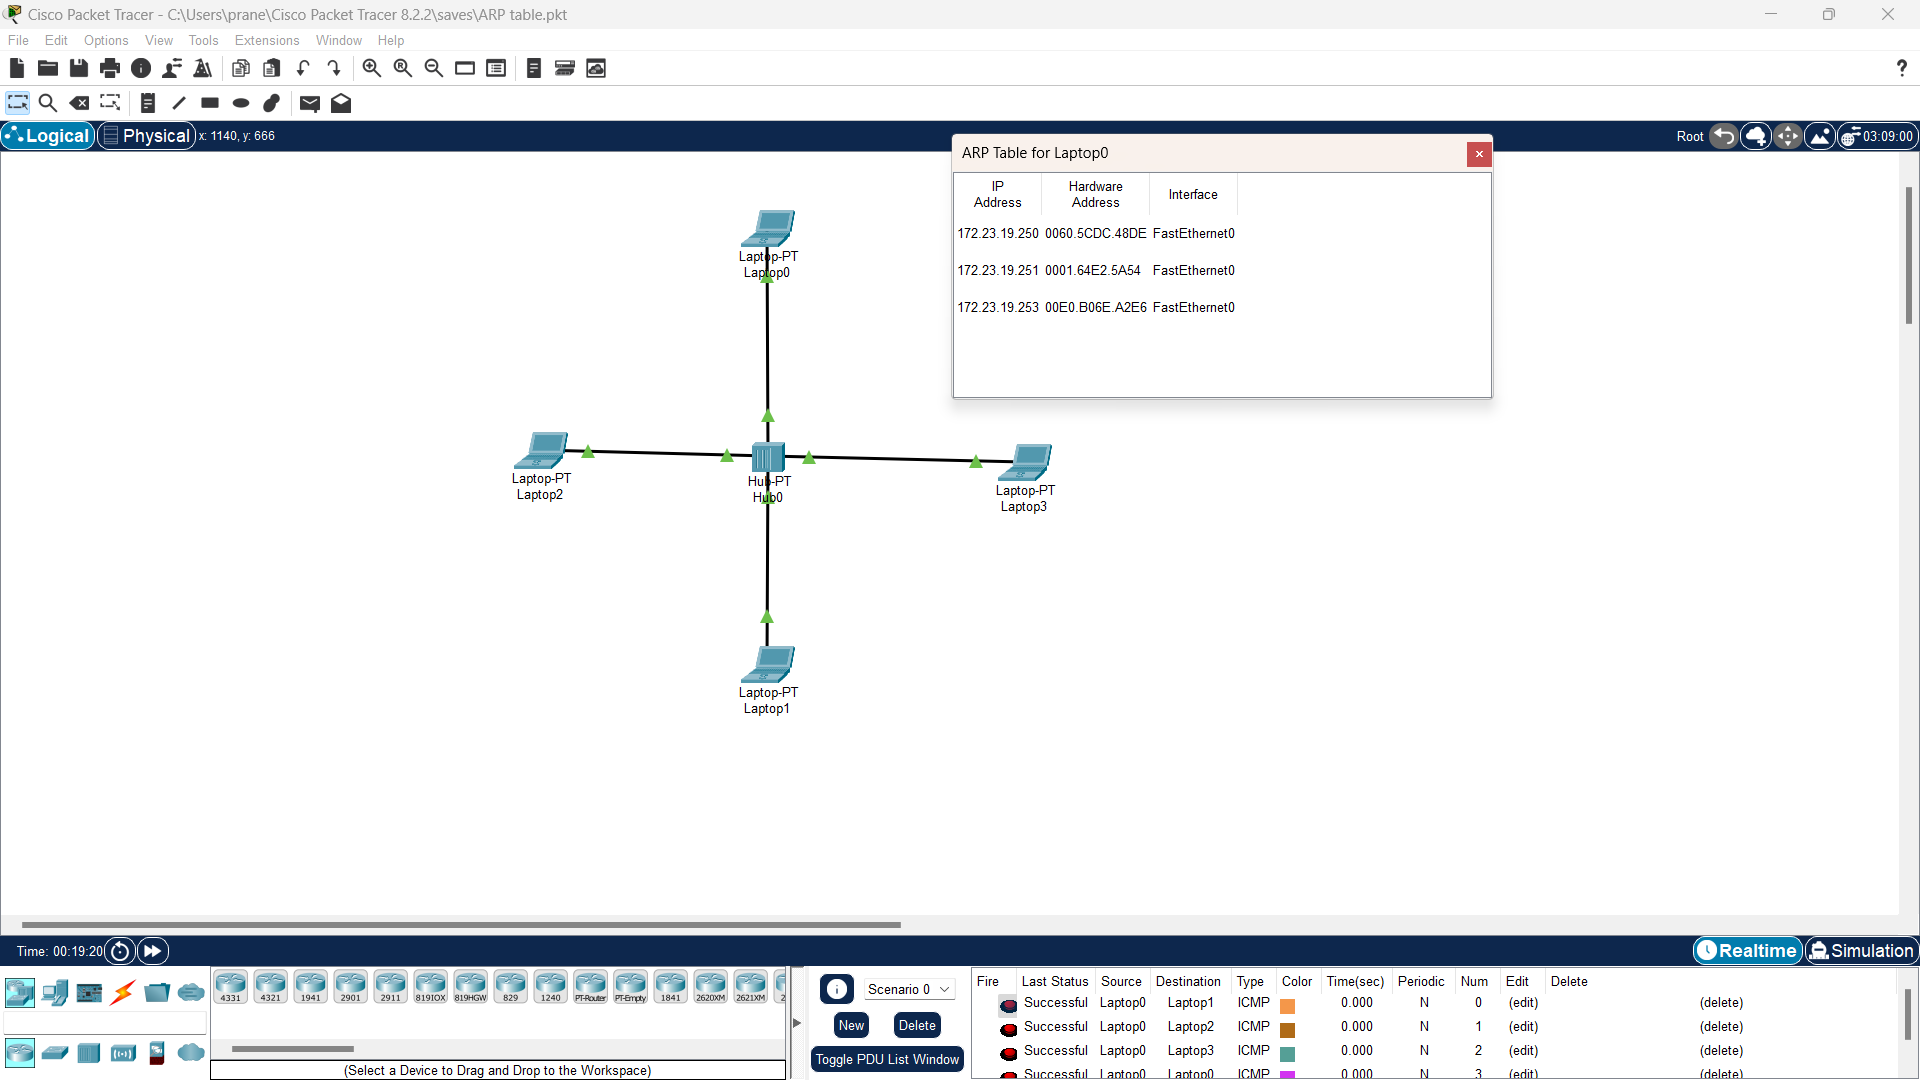 Cisco Packet Tracer - C:\Users\prane\Cisco Packet Tracer 8.2.2\saves\ARP table.pkt
File Edit Options View Tools Extensions Window Help
?
Logical Physical x: 1140, y: 666 Root 03:09:00
ARP Table for Laptop0
IP Address Hardware Address Interface
172.23.19.250 0060.5CDC.48DE FastEthernet0
172.23.19.251 0001.64E2.5A54 FastEthernet0
172.23.19.253 00E0.B06E.A2E6 FastEthernet0
Laptop-PT
Laptop0
Laptop-PT
Laptop2
Hub-PT
Hub0
Laptop-PT
Laptop3
Laptop-PT
Laptop1
Time: 00:19:20 Realtime Simulation
4331 4321 1941 2901 2911 819IOX 819HGW 829 1240 PT-Router PT-Empty 1841 2620XM 2621XM 2
(Select a Device to Drag and Drop to the Workspace)
Scenario 0
New Delete
Toggle PDU List Window
Fire Last Status Source Destination Type Color Time(sec) Periodic Num Edit Delete
Successful Laptop0 Laptop1 ICMP 0.000 N 0 (edit) (delete)
Successful Laptop0 Laptop2 ICMP 0.000 N 1 (edit) (delete)
Successful Laptop0 Laptop3 ICMP 0.000 N 2 (edit) (delete)
Successful Laptop0 Laptop0 ICMP 0.000 N 3 (edit) (delete)